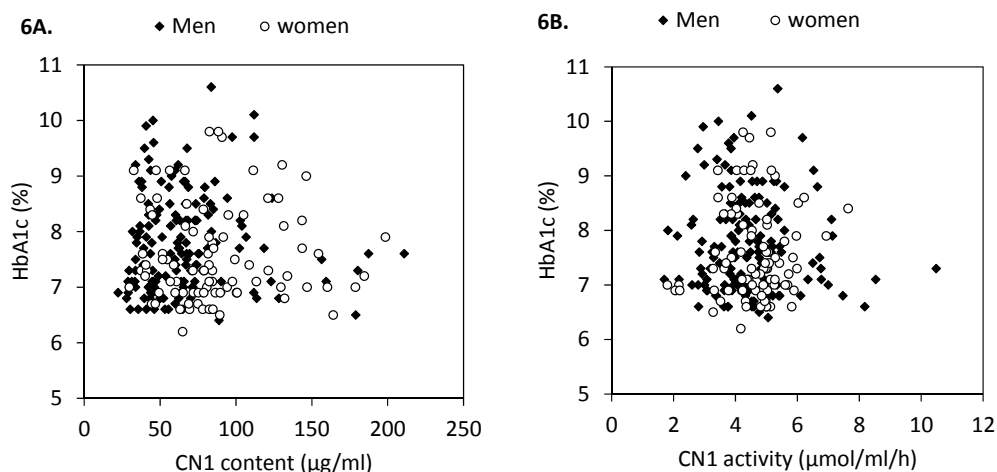 6A.
Men women
11
10
9
8
7
6
5
HbA1c (%)
0 50 100 150 200 250
CN1 content (µg/ml)
6B.
Men women
11
10
9
8
7
6
5
HbA1c (%)
0 2 4 6 8 10 12
CN1 activity (µmol/ml/h)